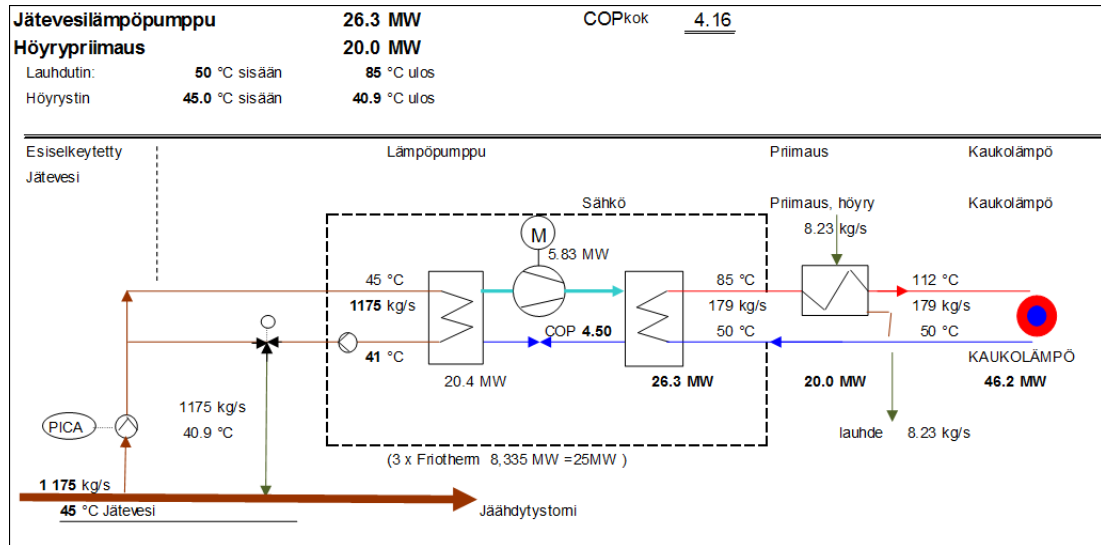 Jätevesilämpöpumppu 26.3 MW COPkok 4.16
Höyrypriimaus 20.0 MW
Lauhdutin: 50 °C sisään 85 °C ulos
Höyrystin 45.0 °C sisään 40.9 °C ulos
Esiselkeytetty Lämpöpumppu Priimaus Kaukolämpö
Jätevesi
Sähkö Priimaus, höyry Kaukolämpö
8.23 kg/s
M
5.83 MW
45 °C 85 °C 112 °C
1175 kg/s 179 kg/s 179 kg/s
COP 4.50 50 °C 50 °C
41 °C KAUKOLÄMPÖ
20.4 MW 26.3 MW 20.0 MW 46.2 MW
1175 kg/s
PICA 40.9 °C lauhde 8.23 kg/s
(3 x Friotherm 8,335 MW =25MW )
1 175 kg/s
45 °C Jätevesi Jäähdytystorni